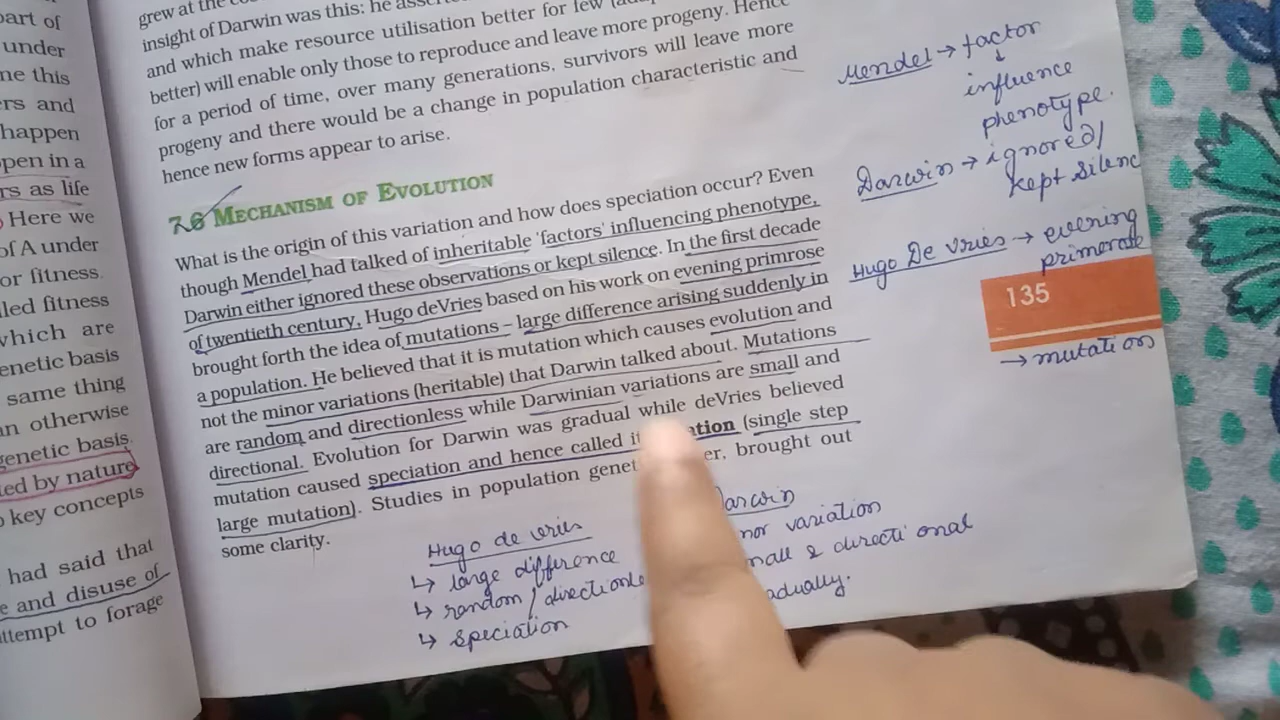 part of
under
ne this
ers and
happen
open in a
rs as life
Here we
of A under
or fitness.
lled fitness
which are
enetic basis
same thing
an otherwise
genetic basis
ted by nature
key concepts
had said that
e and disuse of
ttempt to forage
grew at the
insight of Darwin was this: he
and which make resource utilisation better for few
better) will enable only those to reproduce and leave more progeny. Hence
for a period of time, over many generations, survivors will leave more
progeny and there would be a change in population characteristic and
hence new forms appear to arise.
7.6 MECHANISM OF EVOLUTION
What is the origin of this variation and how does speciation occur? Even
though Mendel had talked of inheritable 'factors' influencing phenotype,
Darwin either ignored these observations or kept silence. In the first decade
of twentieth century, Hugo deVries based on his work on evening primrose
brought forth the idea of mutations – large difference arising suddenly in
a population. He believed that it is mutation which causes evolution and
not the minor variations (heritable) that Darwin talked about. Mutations
are random and directionless while Darwinian variations are small and
directional. Evolution for Darwin was gradual while deVries believed
mutation caused speciation and hence called it ation (single step
large mutation). Studies in population genet er, brought out
some clarity.
Mendel → factor
↓
influence
phenotype.
Darwin → ignored/
kept silenc
Hugo De Vries → evening
135
→ mutation
Hugo de vries
↳ large difference
↳ random / directionle
↳ speciation
arwin
nor variation
mall & directional
adually.